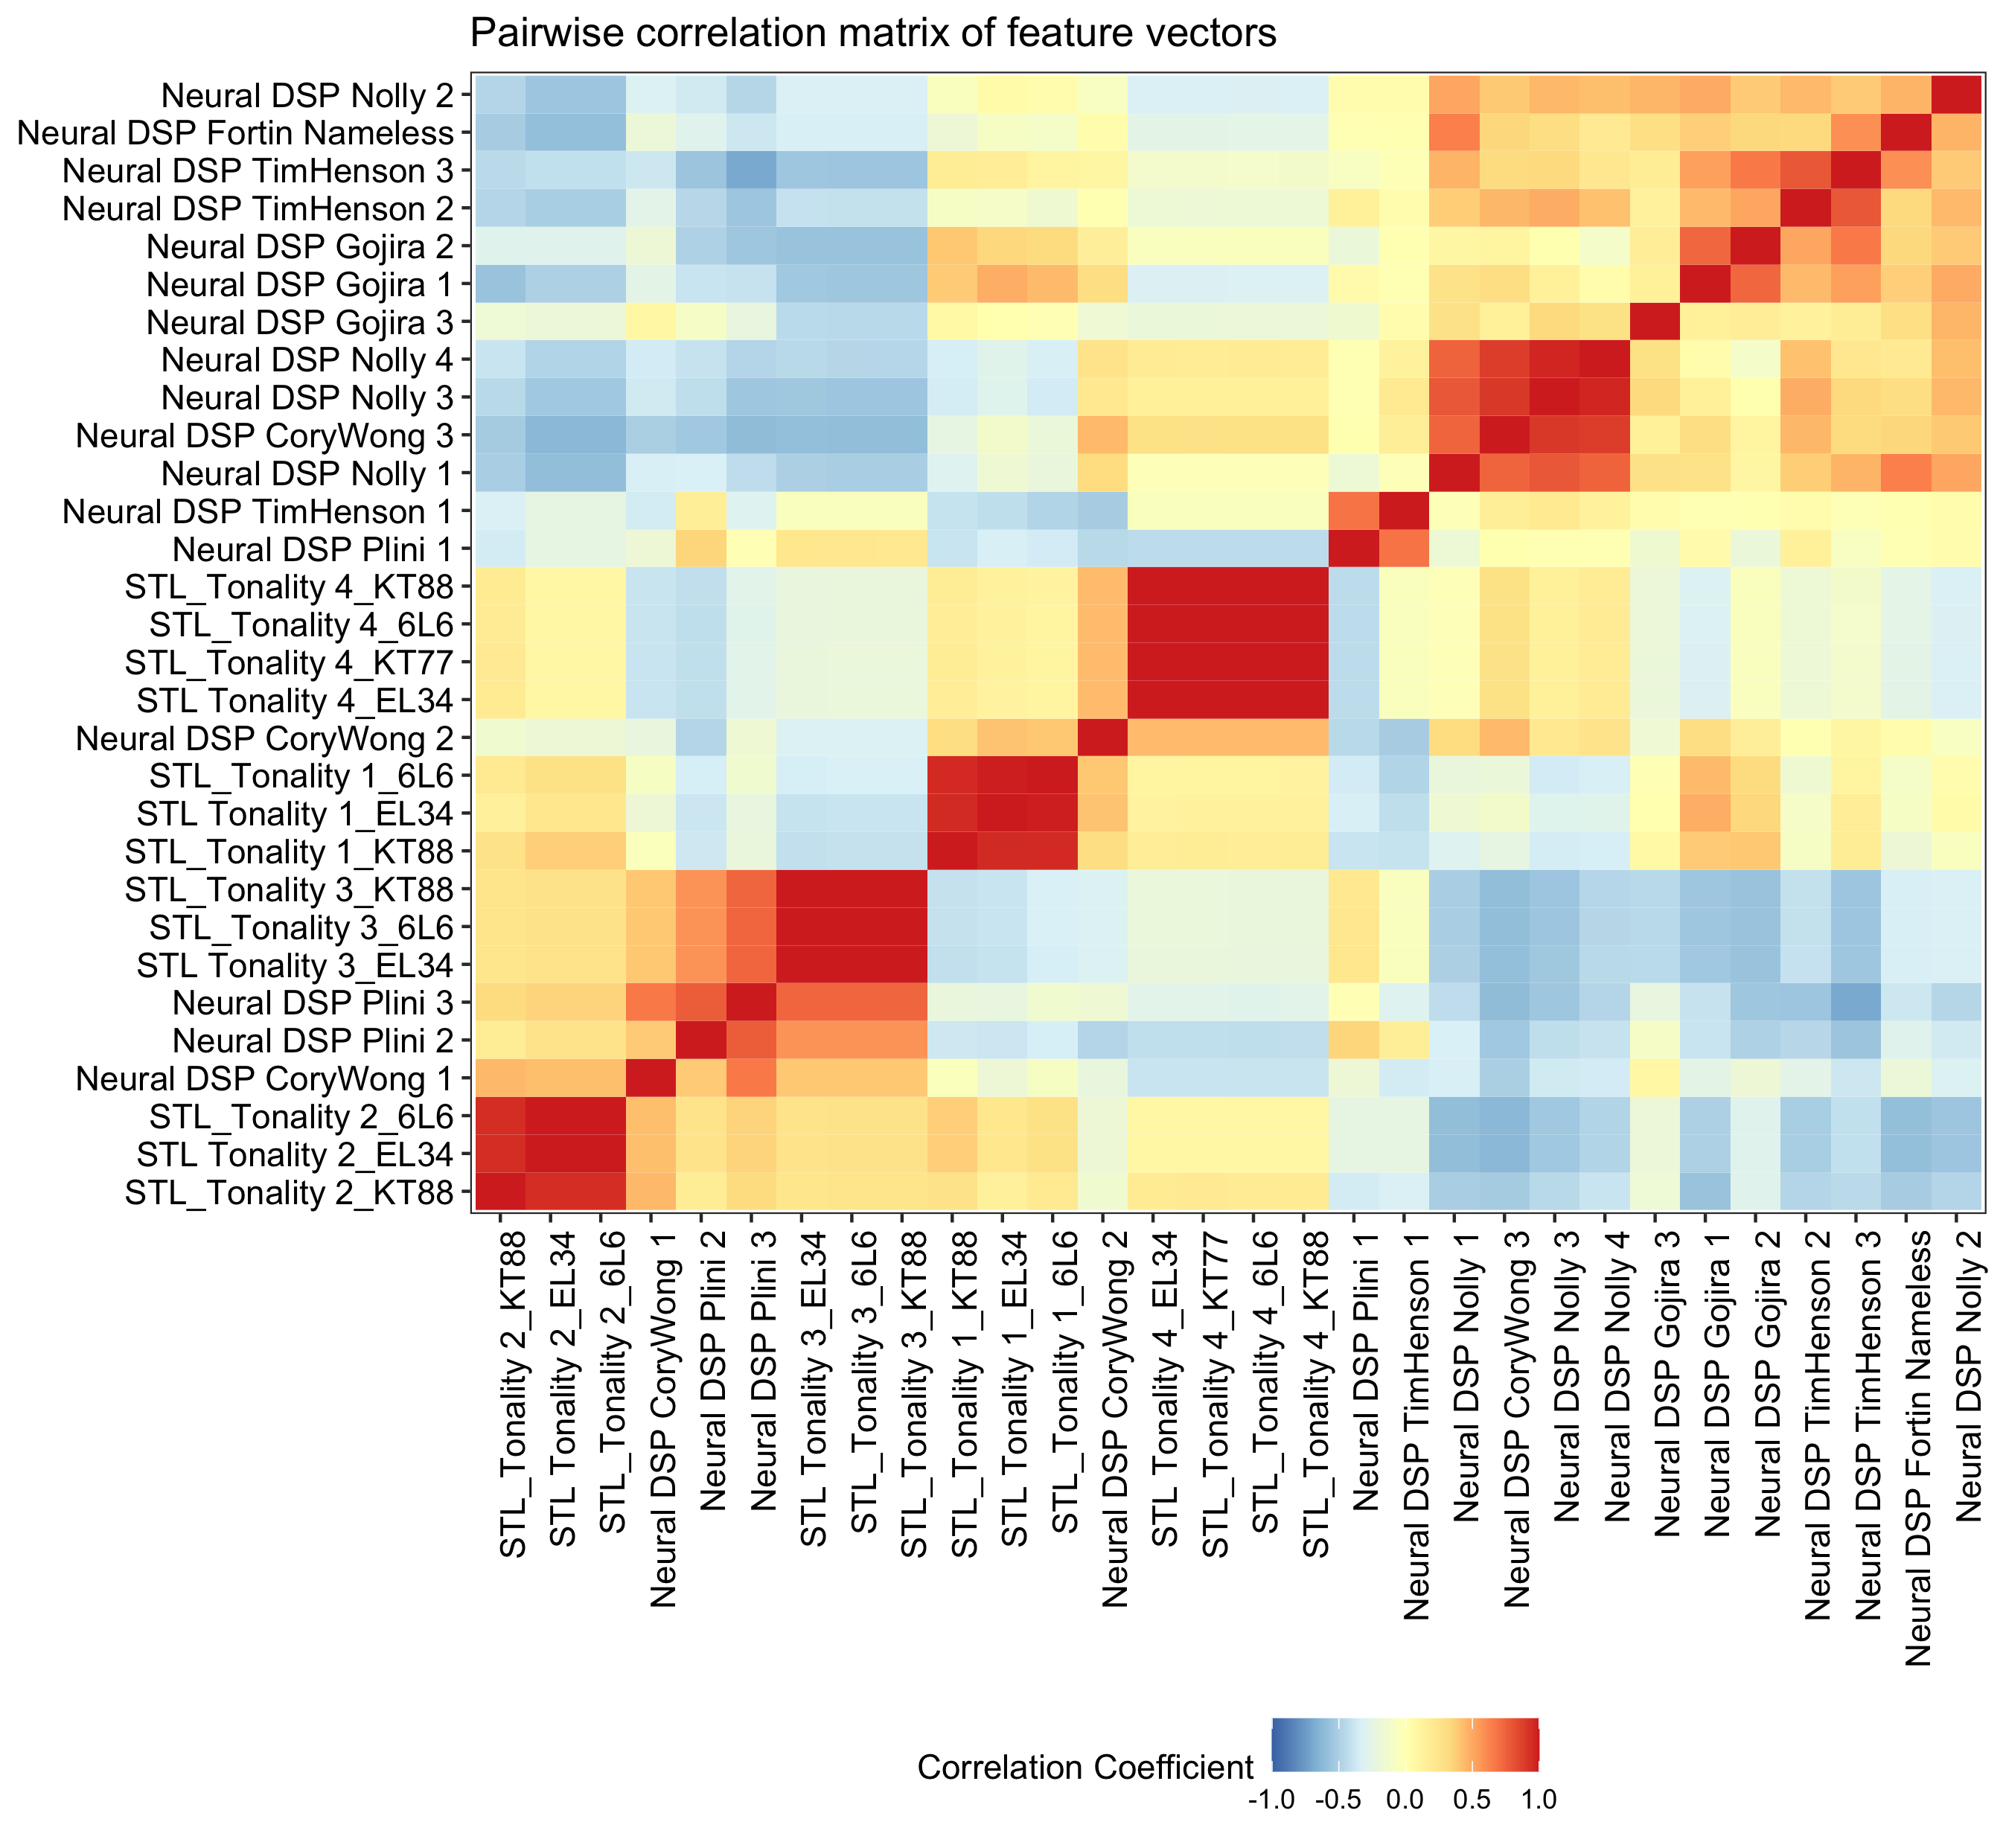 Pairwise correlation matrix of feature vectors
Neural DSP Nolly 2
Neural DSP Fortin Nameless
Neural DSP TimHenson 3
Neural DSP TimHenson 2
Neural DSP Gojira 2
Neural DSP Gojira 1
Neural DSP Gojira 3
Neural DSP Nolly 4
Neural DSP Nolly 3
Neural DSP CoryWong 3
Neural DSP Nolly 1
Neural DSP TimHenson 1
Neural DSP Plini 1
STL_Tonality 4_KT88
STL_Tonality 4_6L6
STL_Tonality 4_KT77
STL Tonality 4_EL34
Neural DSP CoryWong 2
STL_Tonality 1_6L6
STL Tonality 1_EL34
STL_Tonality 1_KT88
STL_Tonality 3_KT88
STL_Tonality 3_6L6
STL Tonality 3_EL34
Neural DSP Plini 3
Neural DSP Plini 2
Neural DSP CoryWong 1
STL_Tonality 2_6L6
STL Tonality 2_EL34
STL_Tonality 2_KT88
STL_Tonality 2_KT88
STL Tonality 2_EL34
STL_Tonality 2_6L6
Neural DSP CoryWong 1
Neural DSP Plini 2
Neural DSP Plini 3
STL Tonality 3_EL34
STL_Tonality 3_6L6
STL_Tonality 3_KT88
STL_Tonality 1_KT88
STL Tonality 1_EL34
STL_Tonality 1_6L6
Neural DSP CoryWong 2
STL Tonality 4_EL34
STL_Tonality 4_KT77
STL_Tonality 4_6L6
STL_Tonality 4_KT88
Neural DSP Plini 1
Neural DSP TimHenson 1
Neural DSP Nolly 1
Neural DSP CoryWong 3
Neural DSP Nolly 3
Neural DSP Nolly 4
Neural DSP Gojira 3
Neural DSP Gojira 1
Neural DSP Gojira 2
Neural DSP TimHenson 2
Neural DSP TimHenson 3
Neural DSP Fortin Nameless
Neural DSP Nolly 2
Correlation Coefficient
-1.0 -0.5 0.0 0.5 1.0